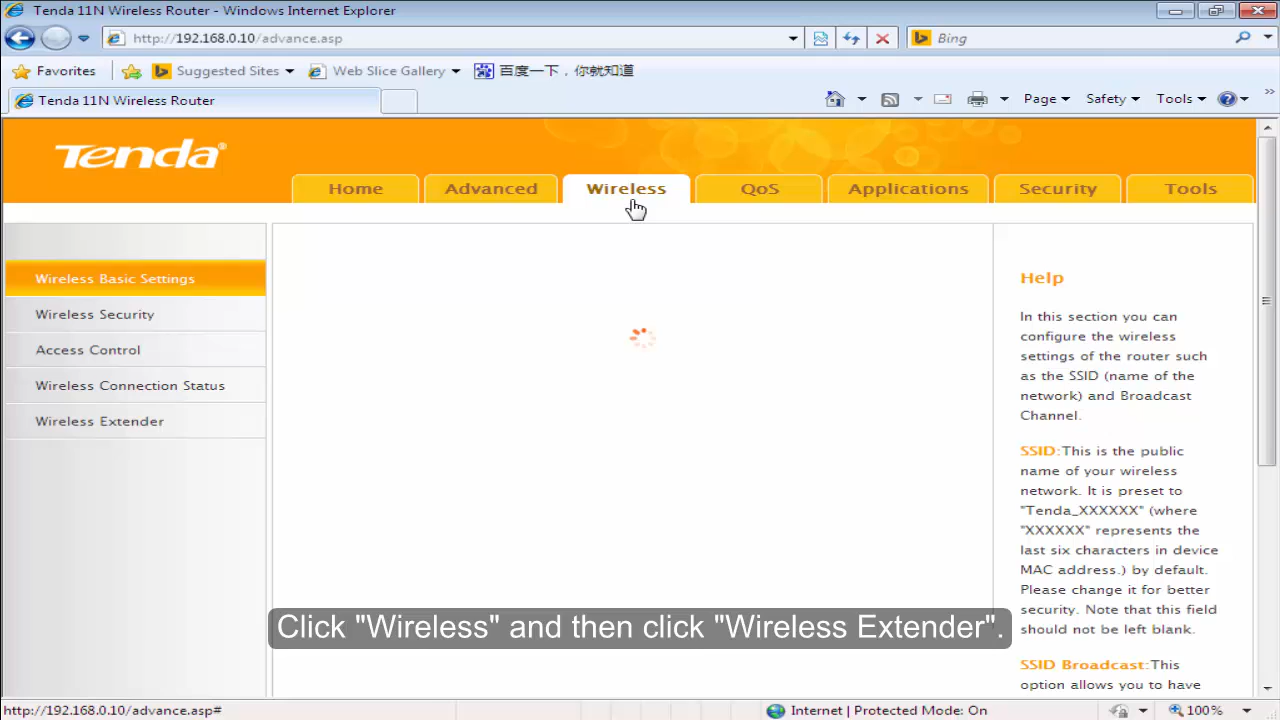 Tenda 11N Wireless Router - Windows Internet Explorer
http://192.168.0.10/advance.asp
Bing
Favorites
Suggested Sites
Web Slice Gallery
百度一下，你就知道
Tenda 11N Wireless Router
Page
Safety
Tools
Tenda
Home
Advanced
Wireless
QoS
Applications
Security
Tools
Wireless Basic Settings
Wireless Security
Access Control
Wireless Connection Status
Wireless Extender
Help
In this section you can
configure the wireless
settings of the router such
as the SSID (name of the
network) and Broadcast
Channel.
SSID:This is the public
name of your wireless
network. It is preset to
"Tenda_XXXXXX" (where
"XXXXXX" represents the
last six characters in device
MAC address.) by default.
Please change it for better
security. Note that this field
should not be left blank.
SSID Broadcast:This
option allows you to have
Click "Wireless" and then click "Wireless Extender".
http://192.168.0.10/advance.asp#
Internet | Protected Mode: On
100%